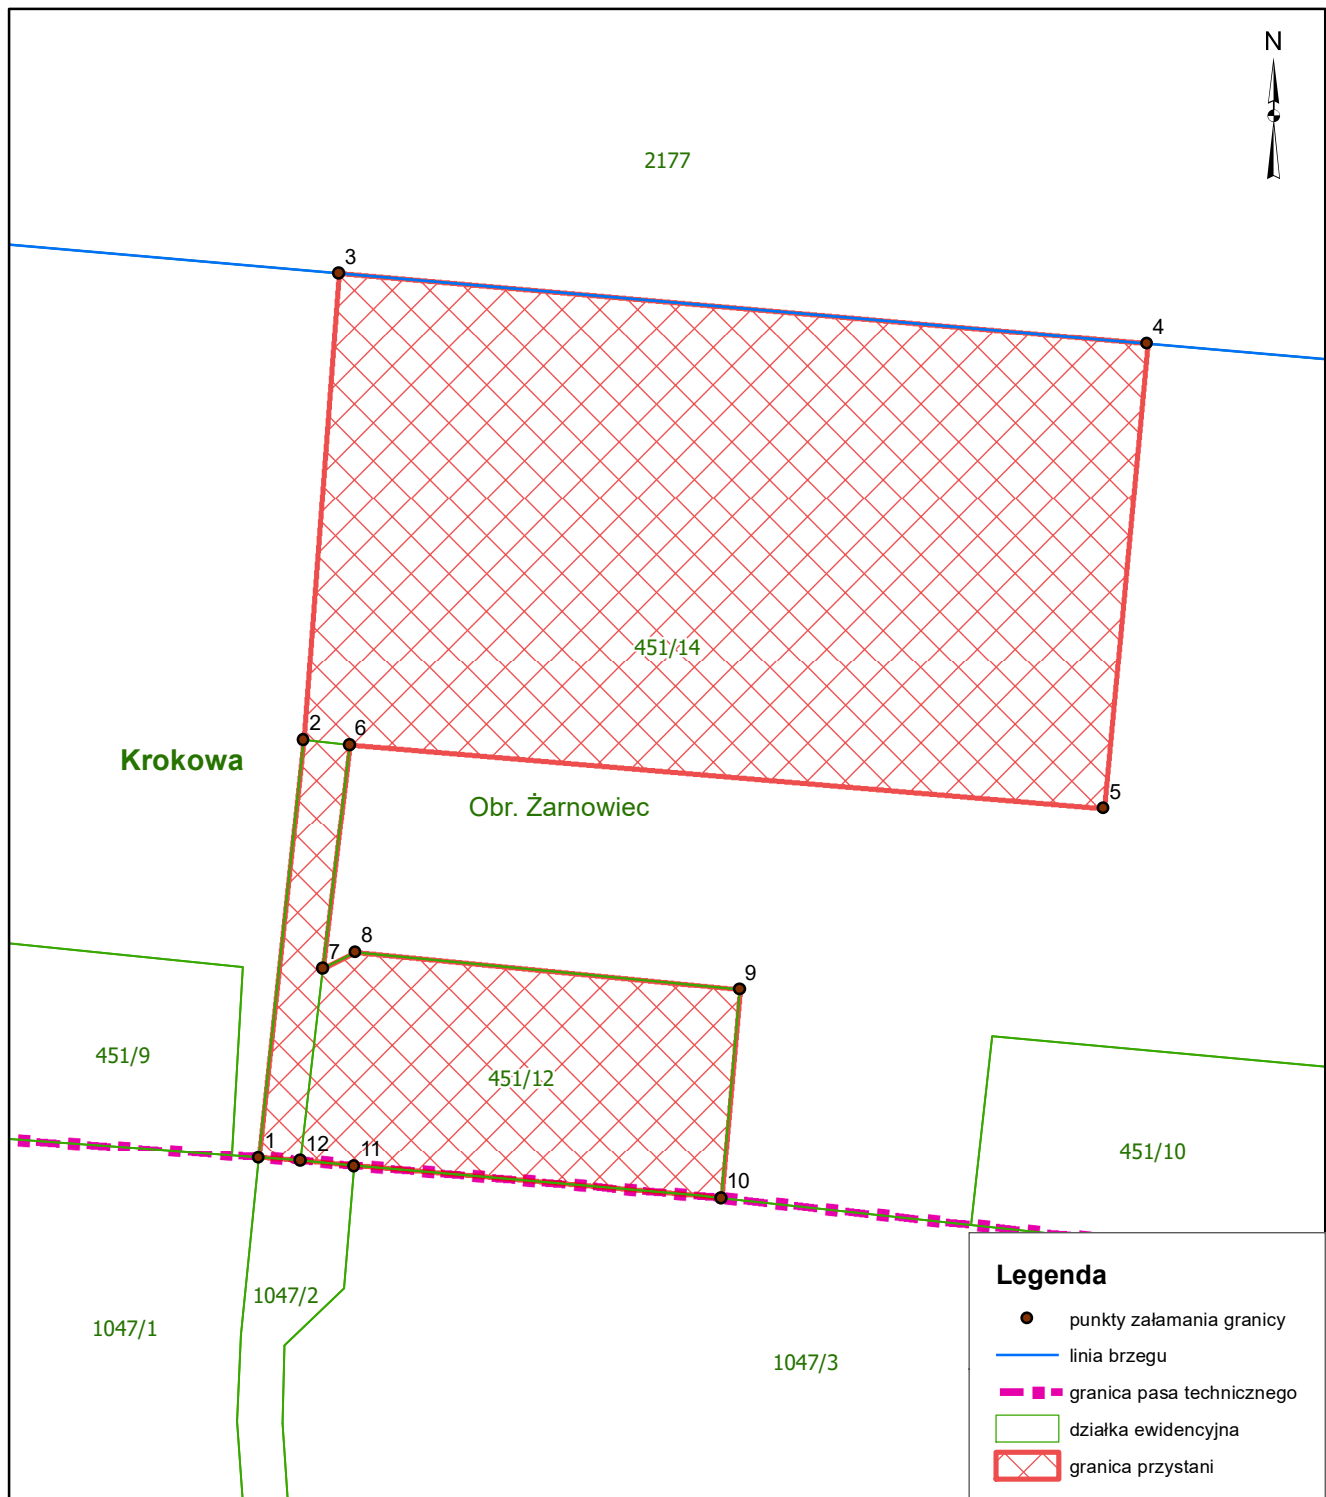 N
2177
3
4
451/14
2
6
Krokowa
5
Obr. Żarnowiec
8
7
9
451/9
451/12
1
12
11
451/10
10
1047/2
1047/1
1047/3
Legenda
punkty załamania granicy
linia brzegu
granica pasa technicznego
działka ewidencyjna
granica przystani